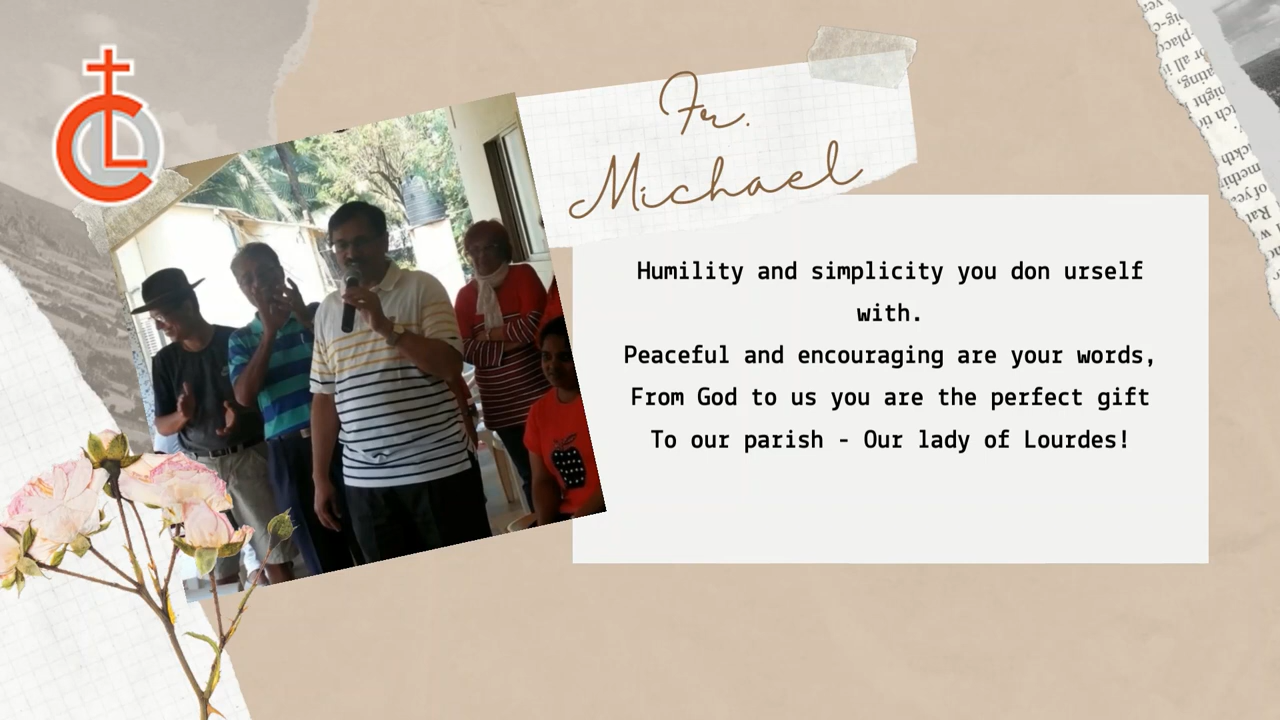 Fr.
Michael
Humility and simplicity you don urself
with.
Peaceful and encouraging are your words,
From God to us you are the perfect gift
To our parish - Our lady of Lourdes!